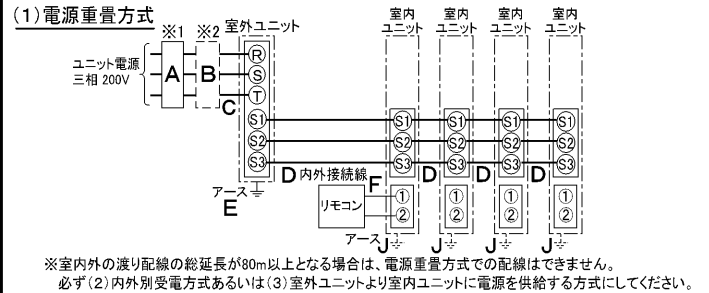 (1)電源重畳方式
※1 ※2 室外ユニット 室内ユニット 室内ユニット 室内ユニット 室内ユニット
ユニット電源
三相 200V
A B C
R
S
T
S1 S1 S1 S1 S1
S2 S2 S2 S2 S2
S3 S3 S3 S3 S3
D 内外接続線 D D D
アース E
リモコン F
① ① ① ①
② ② ② ②
アース J J J J
※室内外の渡り配線の総延長が80m以上となる場合は、電源重畳方式での配線はできません。
必ず(2)内外別受電方式あるいは(3)室外ユニットより室内ユニットに電源を供給する方式にしてください。